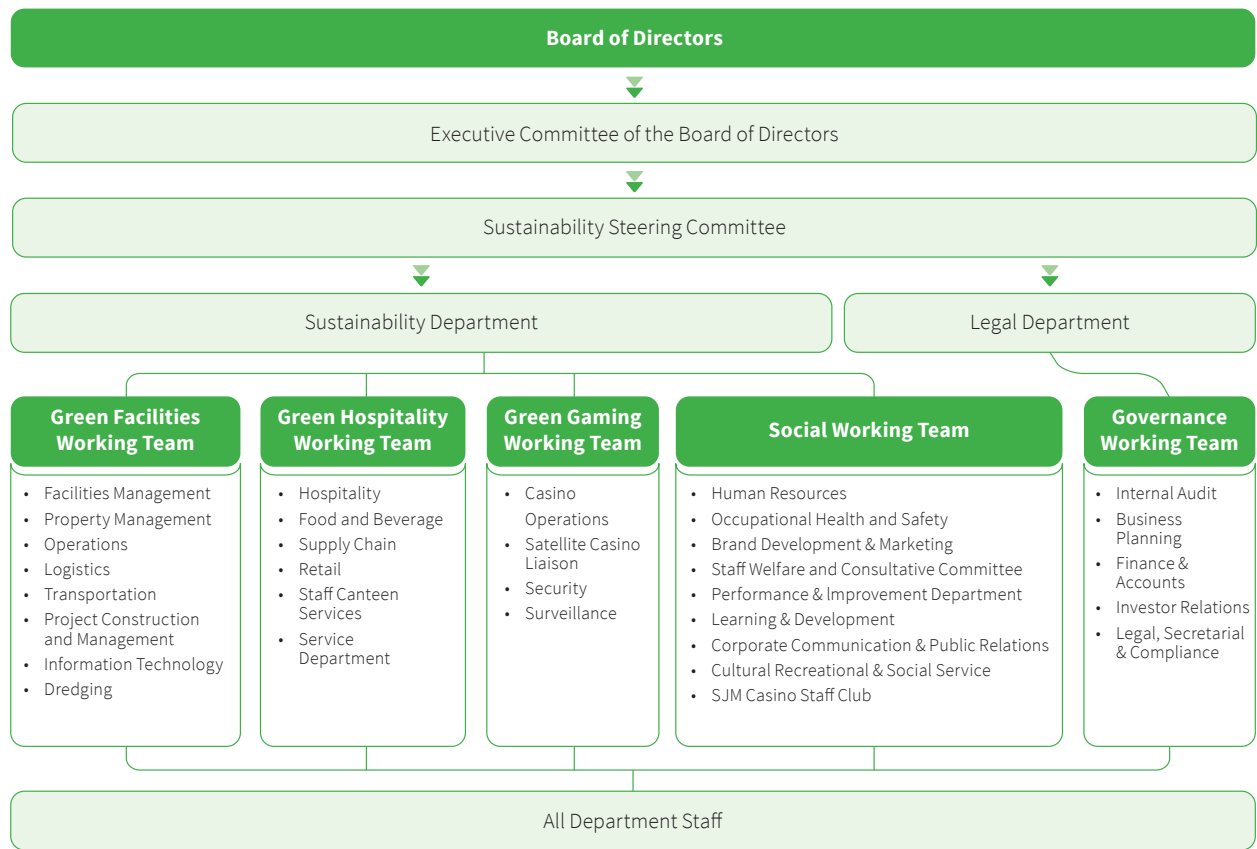 Board of Directors
Executive Committee of the Board of Directors
Sustainability Steering Committee
Sustainability Department
Legal Department
Green Facilities
Working Team
• Facilities Management
• Property Management
• Operations
• Logistics
• Transportation
• Project Construction
and Management
• Information Technology
• Dredging
Green Hospitality
Working Team
• Hospitality
• Food and Beverage
• Supply Chain
• Retail
• Staff Canteen
Services
• Service
Department
Green Gaming
Working Team
• Casino
Operations
• Satellite Casino
Liaison
• Security
• Surveillance
Social Working Team
• Human Resources
• Occupational Health and Safety
• Brand Development & Marketing
• Staff Welfare and Consultative Committee
• Performance & Improvement Department
• Learning & Development
• Corporate Communication & Public Relations
• Cultural Recreational & Social Service
• SJM Casino Staff Club
Governance
Working Team
• Internal Audit
• Business
Planning
• Finance &
Accounts
• Investor Relations
• Legal, Secretarial
& Compliance
All Department Staff